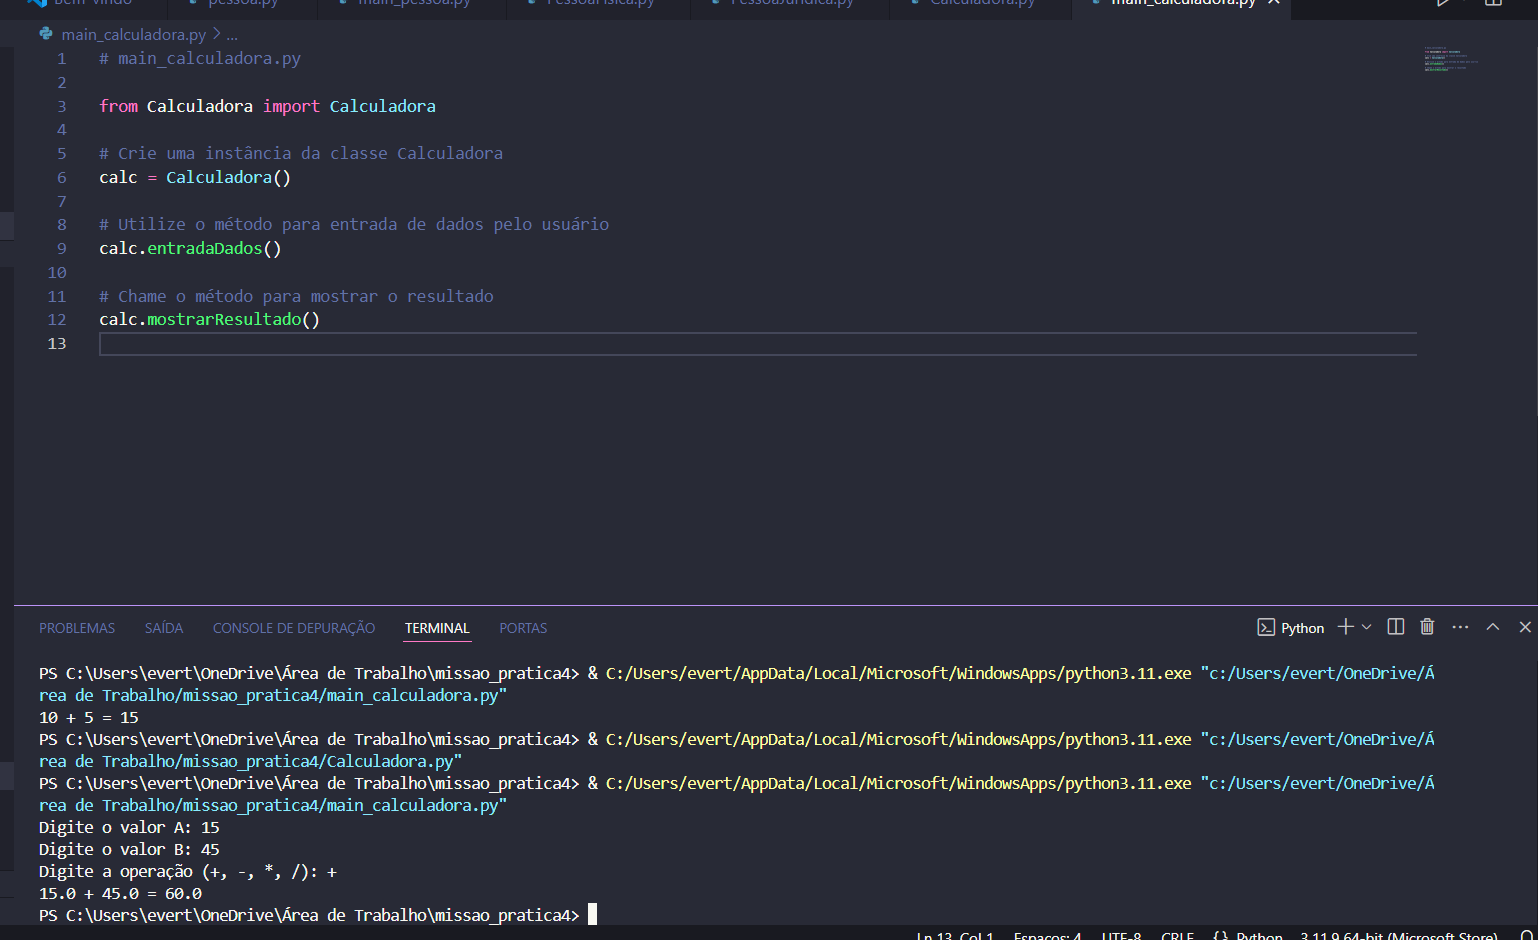 Bem-vindo pessoa.py main_pessoa.py PessoaFisica.py PessoaJuridica.py Calculadora.py main_calculadora.py
main_calculadora.py > ...
1 # main_calculadora.py
2
3 from Calculadora import Calculadora
4
5 # Crie uma instância da classe Calculadora
6 calc = Calculadora()
7
8 # Utilize o método para entrada de dados pelo usuário
9 calc.entradaDados()
10
11 # Chame o método para mostrar o resultado
12 calc.mostrarResultado()
13
PROBLEMAS SAÍDA CONSOLE DE DEPURAÇÃO TERMINAL PORTAS Python
PS C:\Users\evert\OneDrive\Área de Trabalho\missao_pratica4> & C:/Users/evert/AppData/Local/Microsoft/WindowsApps/python3.11.exe "c:/Users/evert/OneDrive/Á
rea de Trabalho/missao_pratica4/main_calculadora.py"
10 + 5 = 15
PS C:\Users\evert\OneDrive\Área de Trabalho\missao_pratica4> & C:/Users/evert/AppData/Local/Microsoft/WindowsApps/python3.11.exe "c:/Users/evert/OneDrive/Á
rea de Trabalho/missao_pratica4/Calculadora.py"
PS C:\Users\evert\OneDrive\Área de Trabalho\missao_pratica4> & C:/Users/evert/AppData/Local/Microsoft/WindowsApps/python3.11.exe "c:/Users/evert/OneDrive/Á
rea de Trabalho/missao_pratica4/main_calculadora.py"
Digite o valor A: 15
Digite o valor B: 45
Digite a operação (+, -, *, /): +
15.0 + 45.0 = 60.0
PS C:\Users\evert\OneDrive\Área de Trabalho\missao_pratica4>
Ln 13, Col 1 Espaços: 4 UTF-8 CRLF {} Python 3.11.9 64-bit (Microsoft Store)